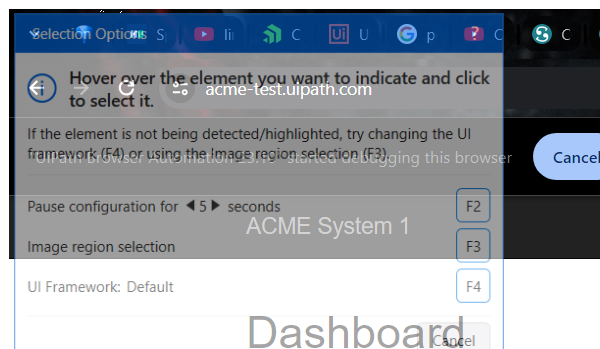 Selection Options
S
li
C
U
p
C
C
Hover over the element you want to indicate and click
to select it.
acme-test.uipath.com
If the element is not being detected/highlighted, try changing the UI
framework (F4) or using the Image region selection (F3).
UiPath Browser Automation started debugging this browser
Cancel
Pause configuration for 5 seconds
F2
ACME System 1
Image region selection
F3
UI Framework: Default
F4
Dashboard
Cancel